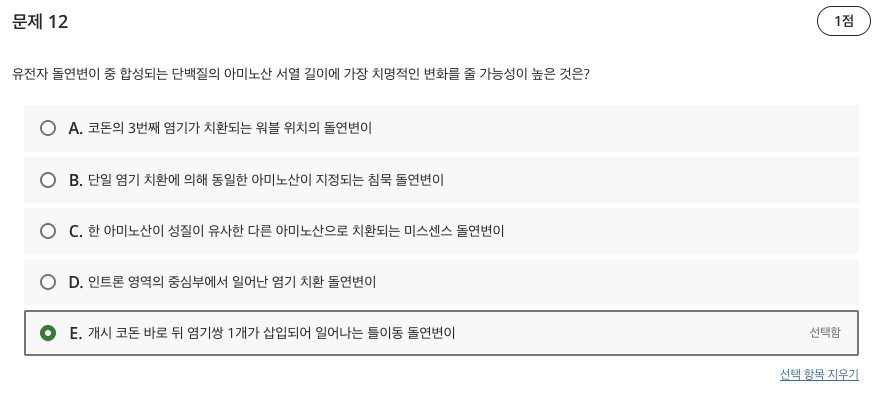 문제 12
1점
유전자 돌연변이 중 합성되는 단백질의 아미노산 서열 길이에 가장 치명적인 변화를 줄 가능성이 높은 것은?
A. 코돈의 3번째 염기가 치환되는 워블 위치의 돌연변이
B. 단일 염기 치환에 의해 동일한 아미노산이 지정되는 침묵 돌연변이
C. 한 아미노산이 성질이 유사한 다른 아미노산으로 치환되는 미스센스 돌연변이
D. 인트론 영역의 중심부에서 일어난 염기 치환 돌연변이
E. 개시 코돈 바로 뒤 염기쌍 1개가 삽입되어 일어나는 틀이동 돌연변이 선택함
선택 항목 지우기